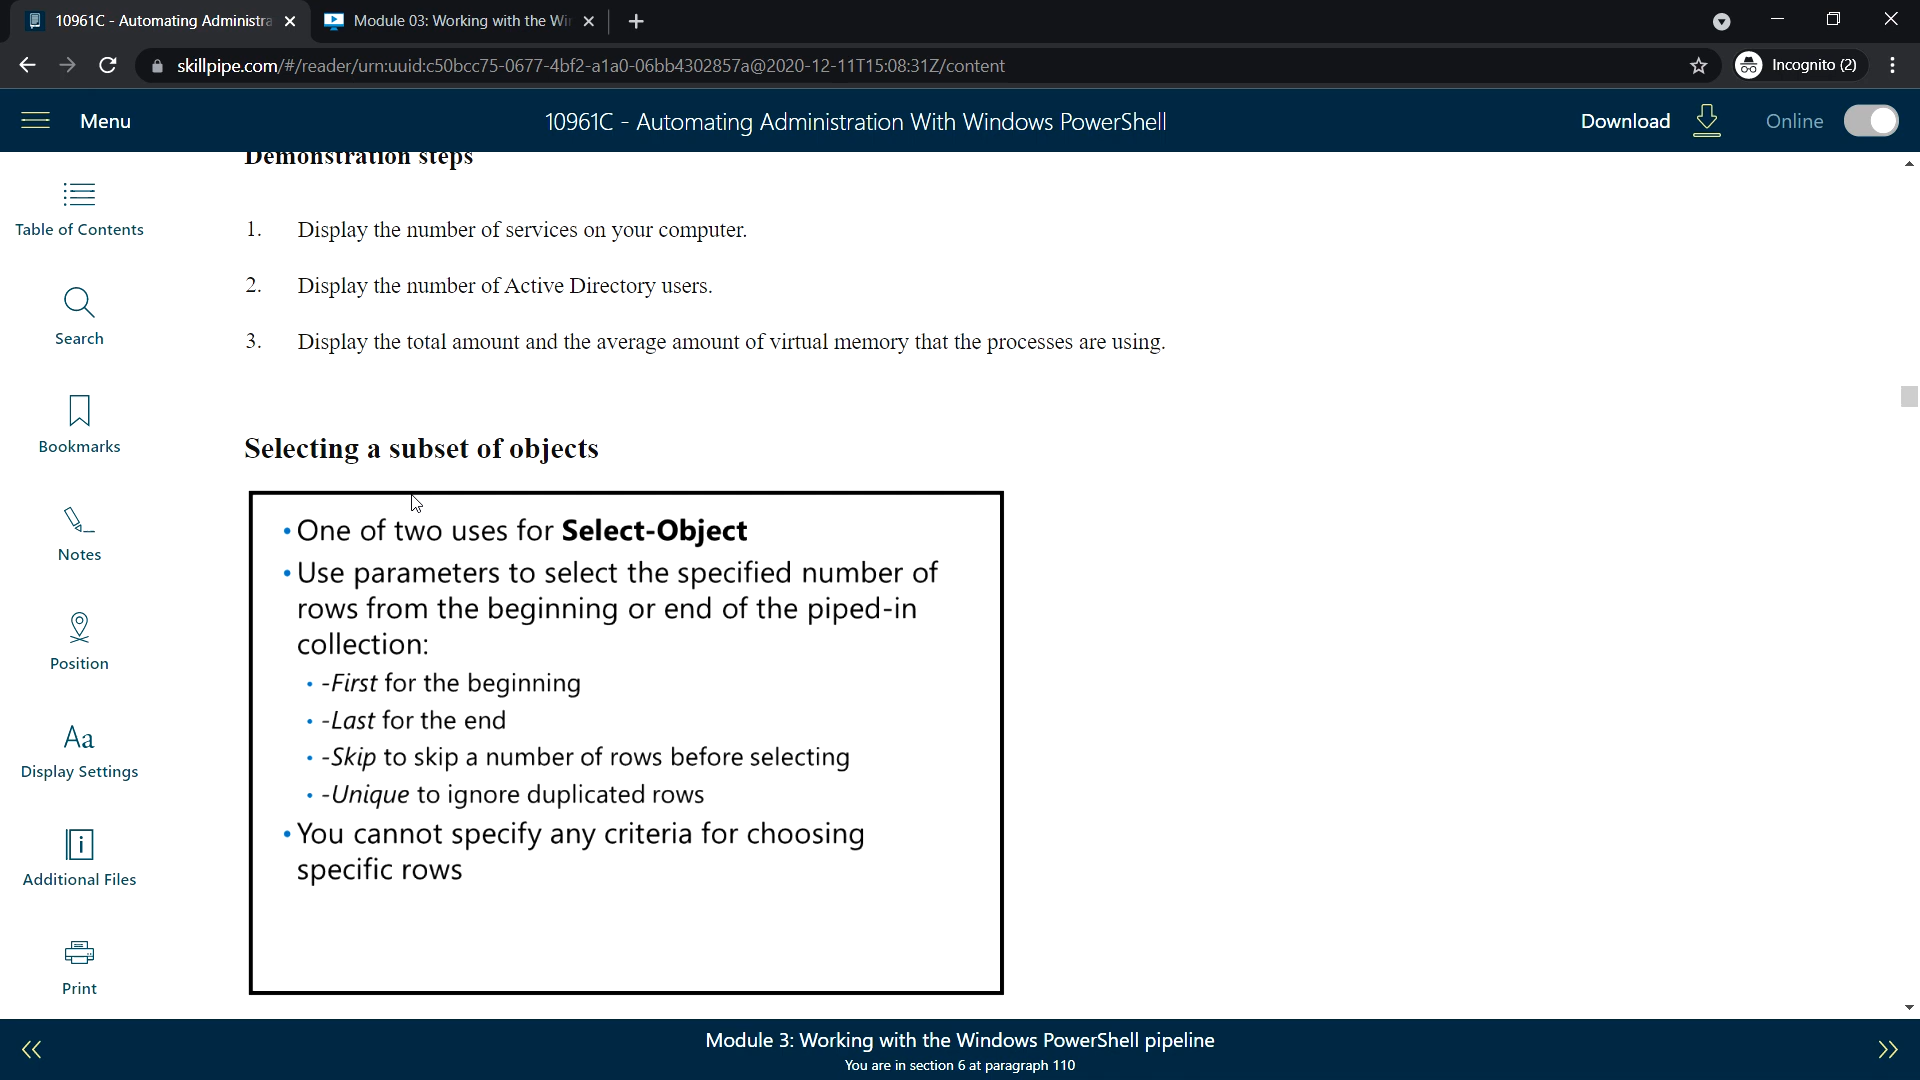 10961C - Automating Administra
Module 03: Working with the Wi
skillpipe.com/#/reader/urn:uuid:c50bcc75-0677-4bf2-a1a0-06bb4302857a@2020-12-11T15:08:31Z/content
Incognito (2)
Menu
10961C - Automating Administration With Windows PowerShell
Download
Online
Demonstration steps
Table of Contents
1. Display the number of services on your computer.
2. Display the number of Active Directory users.
Search
3. Display the total amount and the average amount of virtual memory that the processes are using.
Bookmarks
Selecting a subset of objects
• One of two uses for Select-Object
Notes
• Use parameters to select the specified number of
rows from the beginning or end of the piped-in
collection:
Position
• -First for the beginning
• -Last for the end
Aa
Display Settings
• -Skip to skip a number of rows before selecting
• -Unique to ignore duplicated rows
• You cannot specify any criteria for choosing
specific rows
Additional Files
Print
Module 3: Working with the Windows PowerShell pipeline
You are in section 6 at paragraph 110